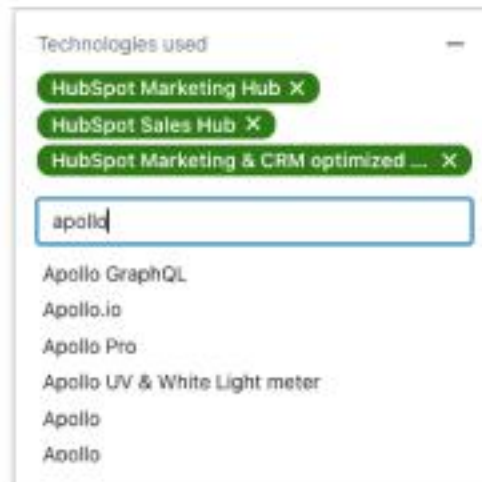 Technologies used
HubSpot Marketing Hub ✕
HubSpot Sales Hub ✕
HubSpot Marketing & CRM optimized ... ✕
apollo
Apollo GraphQL
Apollo.io
Apollo Pro
Apollo UV & White Light meter
Apollo
Apollo